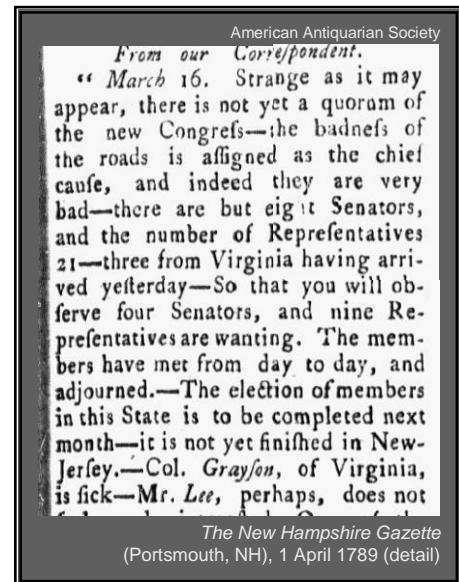 American Antiquarian Society
From our Correſpondent.
“ March 16. Strange as it may
appear, there is not yet a quorum of
the new Congreſs—the badneſs of
the roads is aſſigned as the chief
cauſe, and indeed they are very
bad—there are but eight Senators,
and the number of Repreſentatives
21—three from Virginia having arri-
ved yeſterday—So that you will ob-
ſerve four Senators, and nine Re-
preſentatives are wanting. The mem-
bers have met from day to day, and
adjourned.—The election of members
in this State is to be completed next
month—it is not yet finiſhed in New-
Jerſey.—Col. Grayſon, of Virginia,
is ſick—Mr. Lee, perhaps, does not
The New Hampshire Gazette
(Portsmouth, NH), 1 April 1789 (detail)